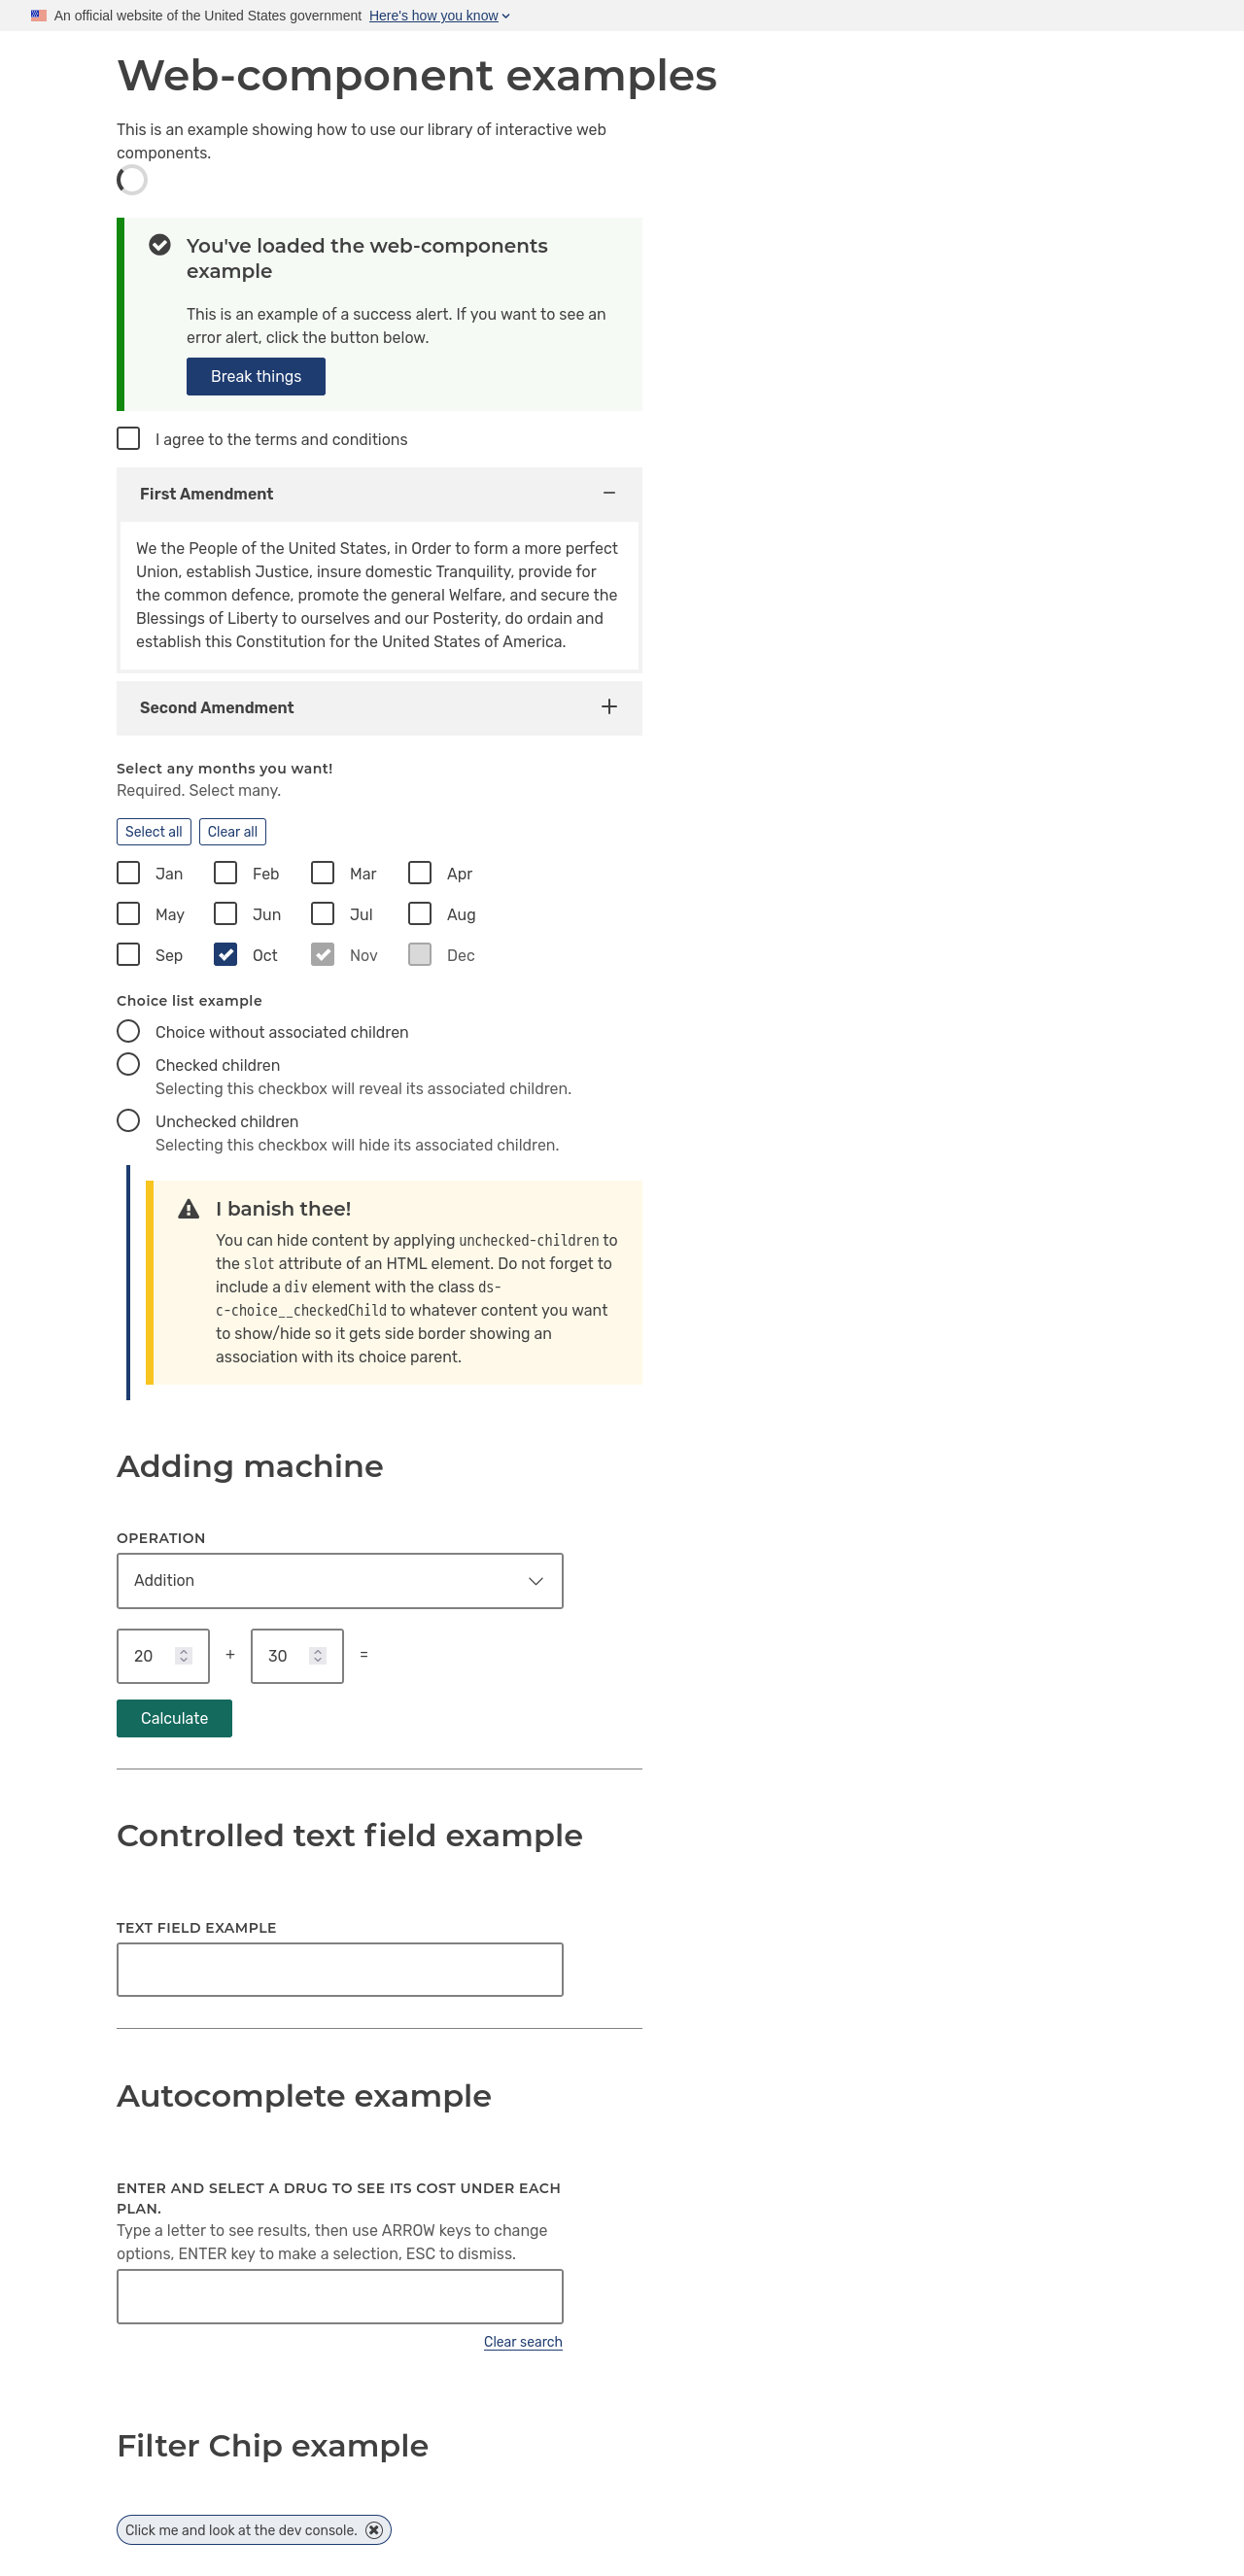 An official website of the United States government Here's how you know
Web-component examples
This is an example showing how to use our library of interactive web
components.
You've loaded the web-components
example
This is an example of a success alert. If you want to see an
error alert, click the button below.
Break things
I agree to the terms and conditions
First Amendment
We the People of the United States, in Order to form a more perfect
Union, establish Justice, insure domestic Tranquility, provide for
the common defence, promote the general Welfare, and secure the
Blessings of Liberty to ourselves and our Posterity, do ordain and
establish this Constitution for the United States of America.
Second Amendment
Select any months you want!
Required. Select many.
Select all Clear all
Jan Feb Mar Apr
May Jun Jul Aug
Sep Oct Nov Dec
Choice list example
Choice without associated children
Checked children
Selecting this checkbox will reveal its associated children.
Unchecked children
Selecting this checkbox will hide its associated children.
I banish thee!
You can hide content by applying unchecked-children to
the slot attribute of an HTML element. Do not forget to
include a div element with the class ds-
c-choice__checkedChild to whatever content you want
to show/hide so it gets side border showing an
association with its choice parent.
Adding machine
OPERATION
Addition
20 + 30 =
Calculate
Controlled text field example
TEXT FIELD EXAMPLE
Autocomplete example
ENTER AND SELECT A DRUG TO SEE ITS COST UNDER EACH
PLAN.
Type a letter to see results, then use ARROW keys to change
options, ENTER key to make a selection, ESC to dismiss.
Clear search
Filter Chip example
Click me and look at the dev console.